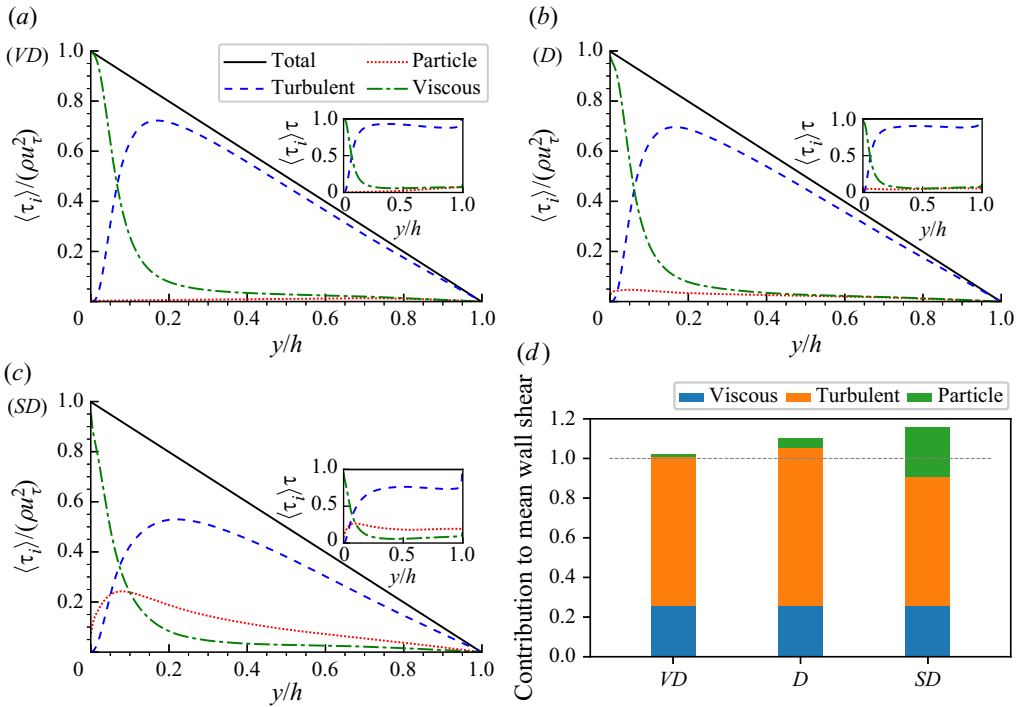 (a)
(VD)
1.0
0.8
0.6
0.4
0.2
⟨τi⟩/(ρuτ²)
Total
Turbulent
Particle
Viscous
1.0
0.5
0
⟨τi⟩τ
0
0.5
1.0
y/h
0.2 0.4 0.6 0.8 1.0
y/h
(b)
(D)
1.0
0.8
0.6
0.4
0.2
⟨τi⟩/(ρuτ²)
1.0
0.5
0
⟨τi⟩τ
0
0.5
1.0
y/h
0.2 0.4 0.6 0.8 1.0
y/h
(c)
(SD)
1.0
0.8
0.6
0.4
0.2
⟨τi⟩/(ρuτ²)
1.0
0.5
0
⟨τi⟩τ
0
0.5
1.0
y/h
0.2 0.4 0.6 0.8 1.0
y/h
(d)
Viscous Turbulent Particle
Contribution to mean wall shear
1.2
1.0
0.8
0.6
0.4
0.2
0.0
VD D SD